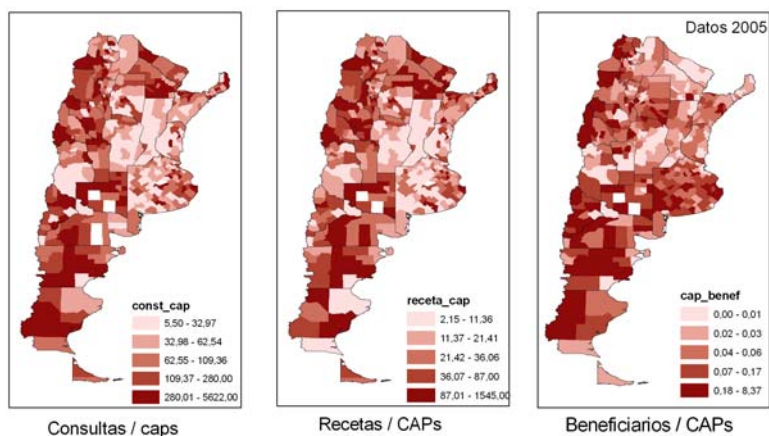 Datos 2005
const_cap
5,50 - 32,97
32,98 - 62,54
62,55 - 109,36
109,37 - 280,00
280,01 - 5622,00
Consultas / caps
receta_cap
2,15 - 11,36
11,37 - 21,41
21,42 - 36,06
36,07 - 87,00
87,01 - 1545,00
Recetas / CAPs
cap_benef
0,00 - 0,01
0,02 - 0,03
0,04 - 0,06
0,07 - 0,17
0,18 - 8,37
Beneficiarios / CAPs